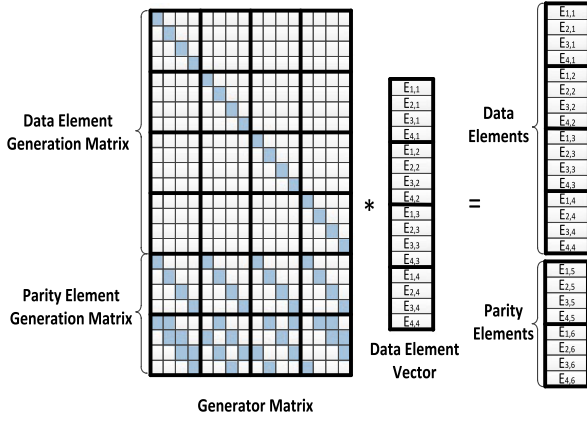 Data Element
Generation Matrix
Parity Element
Generation Matrix
Generator Matrix
*
E1,1
E2,1
E3,1
E4,1
E1,2
E2,2
E3,2
E4,2
E1,3
E2,3
E3,3
E4,3
E1,4
E2,4
E3,4
E4,4
Data Element
Vector
=
Data
Elements
Parity
Elements
E1,1
E2,1
E3,1
E4,1
E1,2
E2,2
E3,2
E4,2
E1,3
E2,3
E3,3
E4,3
E1,4
E2,4
E3,4
E4,4
E1,5
E2,5
E3,5
E4,5
E1,6
E2,6
E3,6
E4,6